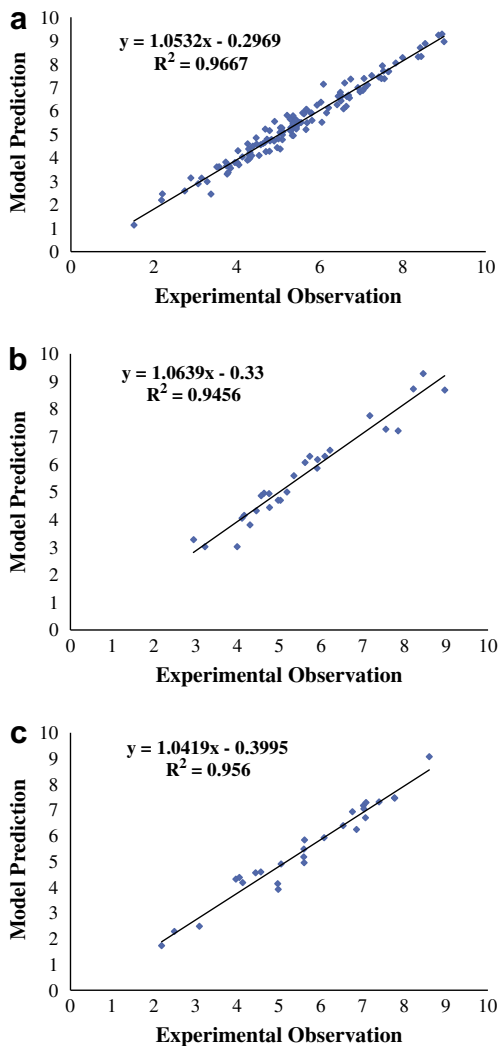 a
y = 1.0532x - 0.2969
R² = 0.9667
Model Prediction
10
9
8
7
6
5
4
3
2
1
0
0 2 4 6 8 10
Experimental Observation
b
y = 1.0639x - 0.33
R² = 0.9456
Model Prediction
10
9
8
7
6
5
4
3
2
1
0
0 1 2 3 4 5 6 7 8 9 10
Experimental Observation
c
y = 1.0419x - 0.3995
R² = 0.956
Model Prediction
10
9
8
7
6
5
4
3
2
1
0
0 1 2 3 4 5 6 7 8 9 10
Experimental Observation